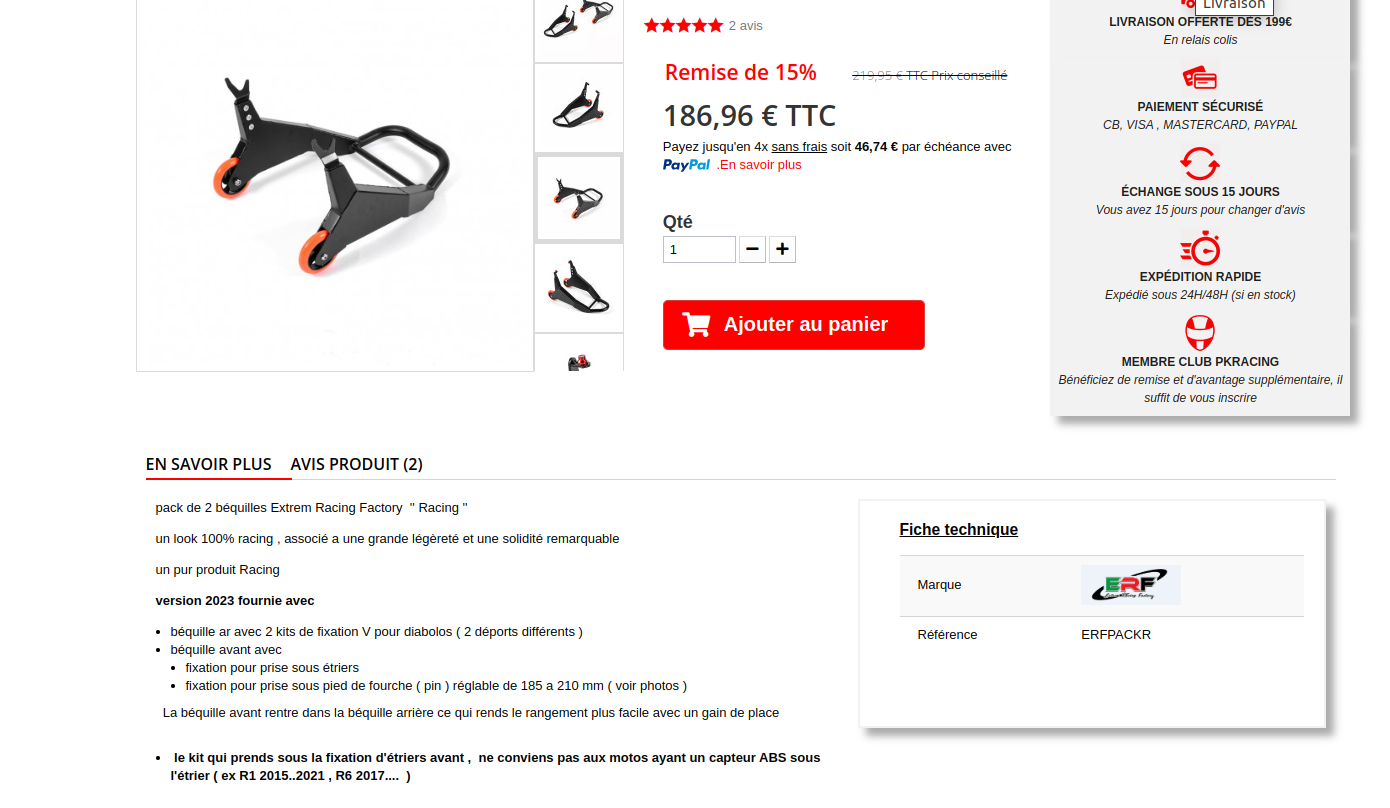 Livraison
2 avis
Remise de 15%
219,95 € TTC Prix conseillé
186,96 € TTC
Payez jusqu'en 4x sans frais soit 46,74 € par échéance avec
PayPal .En savoir plus
Qté
1
Ajouter au panier
LIVRAISON OFFERTE DÈS 199€
En relais colis
PAIEMENT SÉCURISÉ
CB, VISA , MASTERCARD, PAYPAL
ÉCHANGE SOUS 15 JOURS
Vous avez 15 jours pour changer d'avis
EXPÉDITION RAPIDE
Expédié sous 24H/48H (si en stock)
MEMBRE CLUB PKRACING
Bénéficiez de remise et d'avantage supplémentaire, il
suffit de vous inscrire
EN SAVOIR PLUS AVIS PRODUIT (2)
pack de 2 béquilles Extrem Racing Factory " Racing "
un look 100% racing , associé a une grande légèreté et une solidité remarquable
un pur produit Racing
version 2023 fournie avec
béquille ar avec 2 kits de fixation V pour diabolos ( 2 déports différents )
béquille avant avec
fixation pour prise sous étriers
fixation pour prise sous pied de fourche ( pin ) réglable de 185 a 210 mm ( voir photos )
La béquille avant rentre dans la béquille arrière ce qui rends le rangement plus facile avec un gain de place
le kit qui prends sous la fixation d'étriers avant , ne conviens pas aux motos ayant un capteur ABS sous
l'étrier ( ex R1 2015..2021 , R6 2017.... )
Fiche technique
Marque
ERF
Référence ERFPACKR